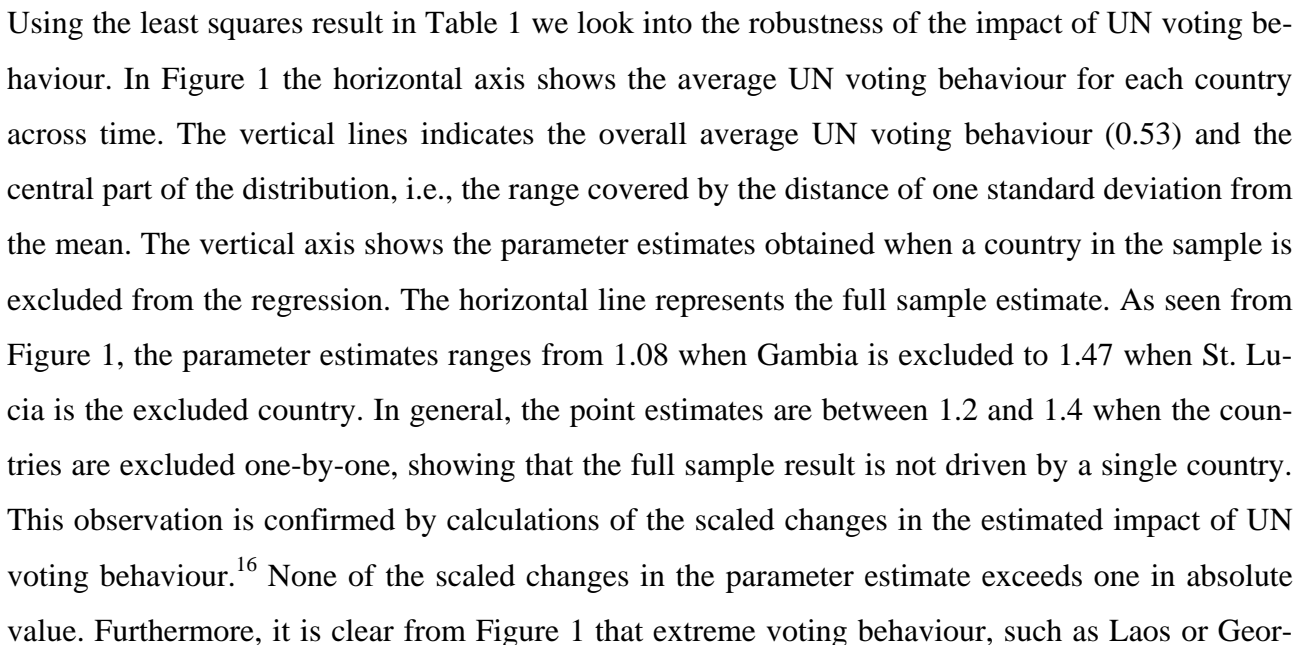 Using the least squares result in Table 1 we look into the robustness of the impact of UN voting be-
haviour. In Figure 1 the horizontal axis shows the average UN voting behaviour for each country
across time. The vertical lines indicates the overall average UN voting behaviour (0.53) and the
central part of the distribution, i.e., the range covered by the distance of one standard deviation from
the mean. The vertical axis shows the parameter estimates obtained when a country in the sample is
excluded from the regression. The horizontal line represents the full sample estimate. As seen from
Figure 1, the parameter estimates ranges from 1.08 when Gambia is excluded to 1.47 when St. Lu-
cia is the excluded country. In general, the point estimates are between 1.2 and 1.4 when the coun-
tries are excluded one-by-one, showing that the full sample result is not driven by a single country.
This observation is confirmed by calculations of the scaled changes in the estimated impact of UN
voting behaviour.16 None of the scaled changes in the parameter estimate exceeds one in absolute
value. Furthermore, it is clear from Figure 1 that extreme voting behaviour, such as Laos or Geor-